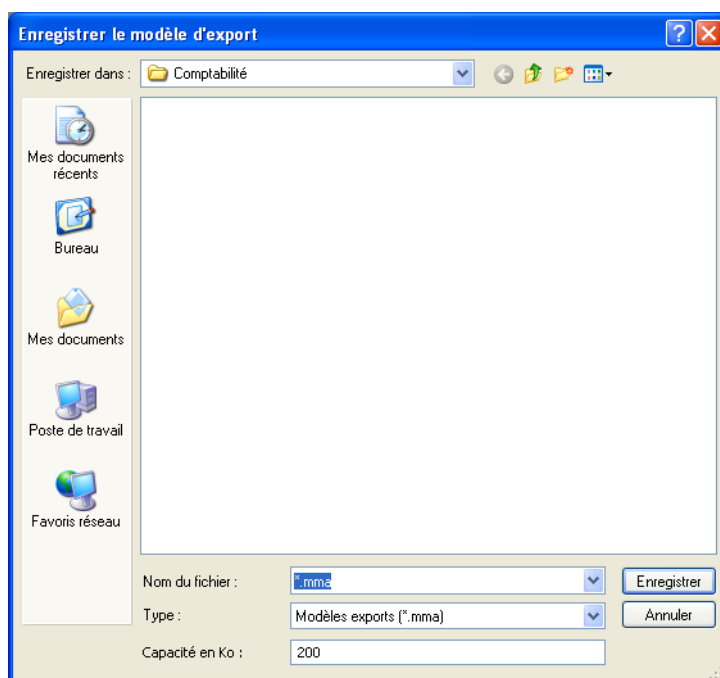 Enregistrer le modèle d'export
Enregistrer dans :
Comptabilité
Mes documents
récents
Bureau
Mes documents
Poste de travail
Favoris réseau
Nom du fichier :
*.mma
Enregistrer
Type :
Modèles exports (*.mma)
Annuler
Capacité en Ko :
200